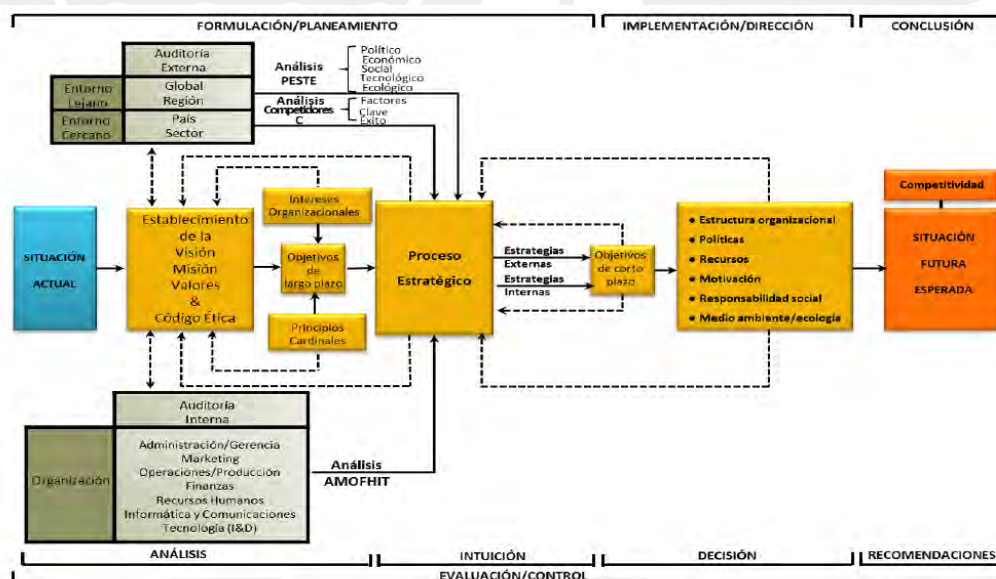 FORMULACIÓN/PLANEAMIENTO
IMPLEMENTACIÓN/DIRECCIÓN
CONCLUSIÓN
Auditoría
Externa
Entorno
Lejano
Global
Región
Entorno
Cercano
País
Sector
Análisis
PESTE
Político
Económico
Social
Tecnológico
Ecológico
Análisis
Competidores
C
Factores
Clave
Éxito
SITUACIÓN
ACTUAL
Establecimiento
de la
Visión
Misión
Valores
&
Código Ética
Intereses
Organizacionales
Objetivos
de
largo plazo
Principios
Cardinales
Proceso
Estratégico
Estrategias
Externas
Estrategias
Internas
Objetivos
de corto
plazo
• Estructura organizacional
• Políticas
• Recursos
• Motivación
• Responsabilidad social
• Medio ambiente/ecología
Competitividad
SITUACIÓN
FUTURA
ESPERADA
Auditoría
Interna
Organización
Administración/Gerencia
Marketing
Operaciones/Producción
Finanzas
Recursos Humanos
Informática y Comunicaciones
Tecnología (I&D)
Análisis
AMOFHIT
ANÁLISIS
INTUICIÓN
DECISIÓN
RECOMENDACIONES
EVALUACIÓN/CONTROL